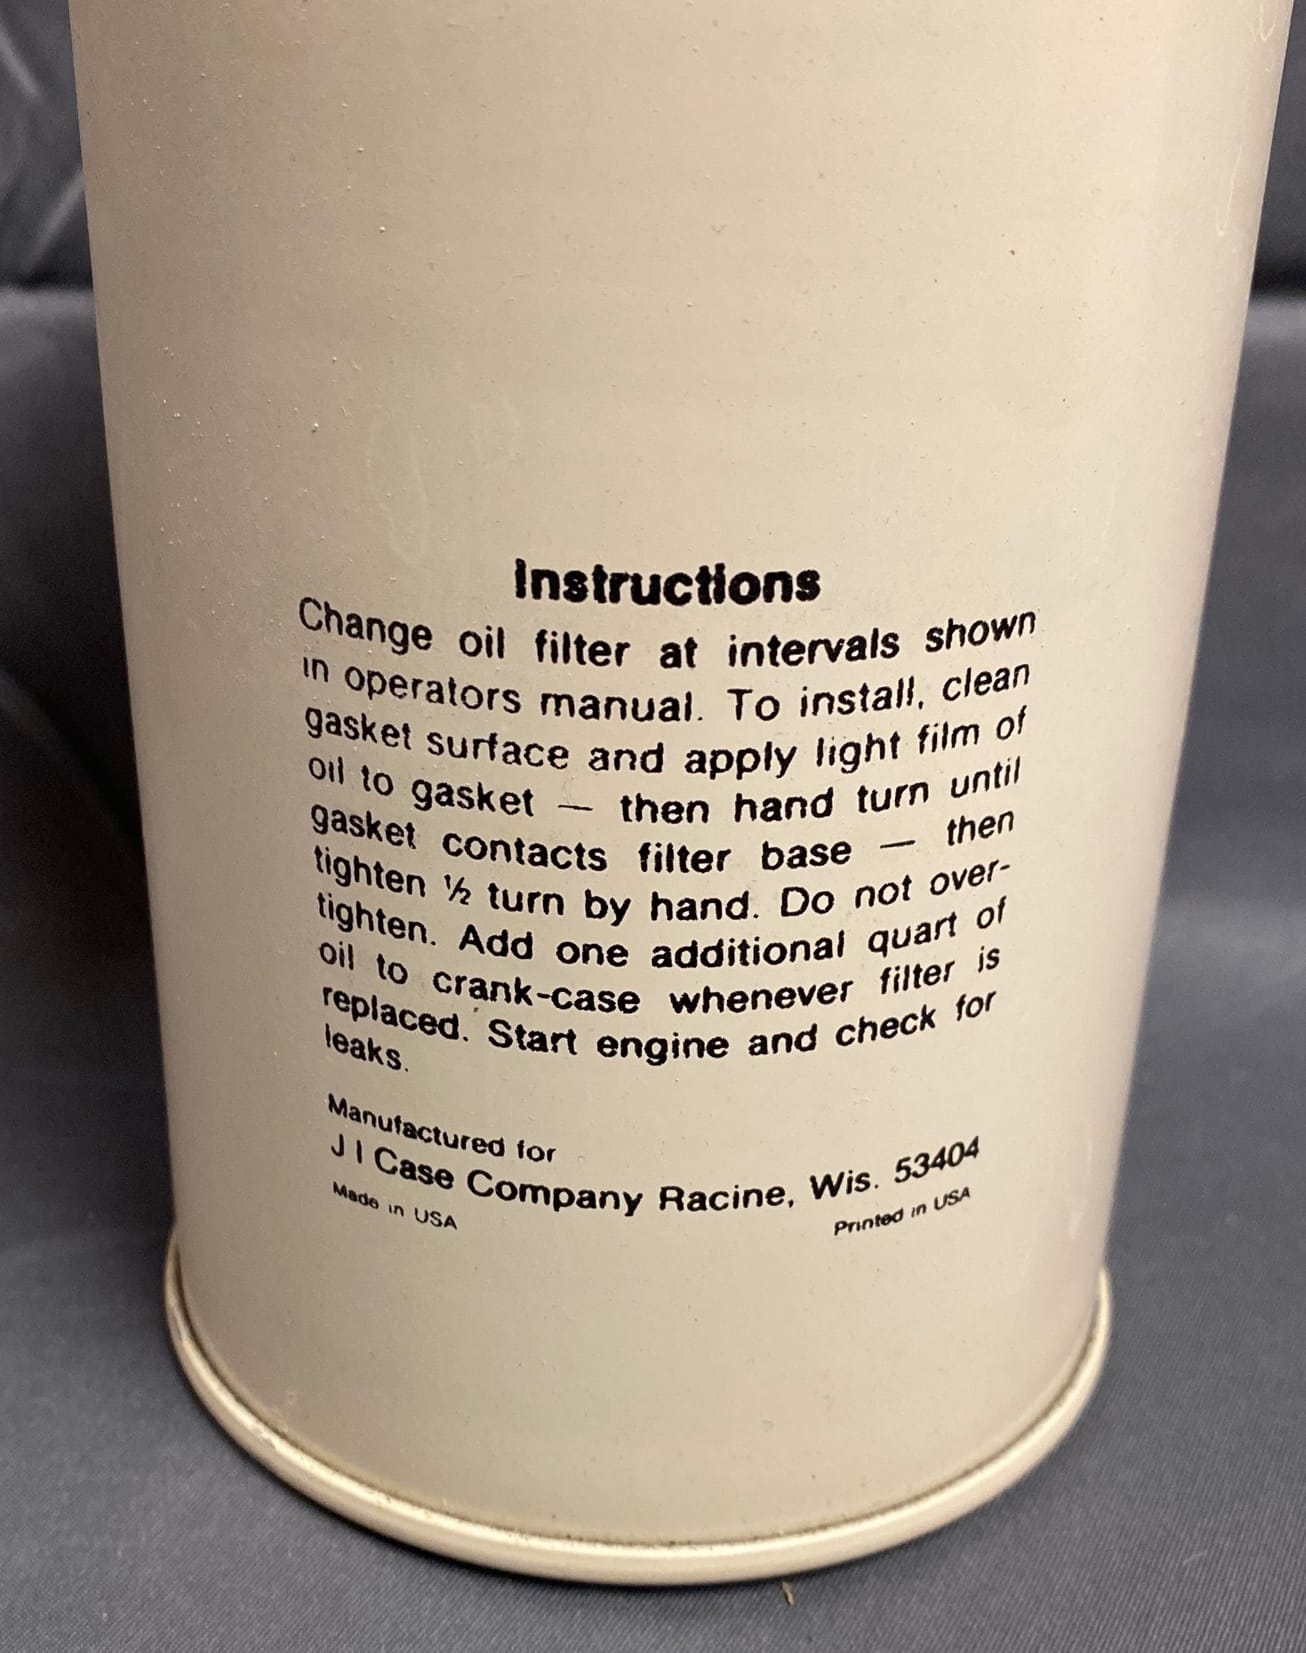 Instructions
Change oil filter at intervals shown
in operators manual. To install, clean
gasket surface and apply light film of
oil to gasket — then hand turn until
gasket contacts filter base — then
tighten ½ turn by hand. Do not over-
tighten. Add one additional quart of
oil to crank-case whenever filter is
replaced. Start engine and check for
leaks.
Manufactured for
J I Case Company Racine, Wis. 53404
Made in USA
Printed in USA